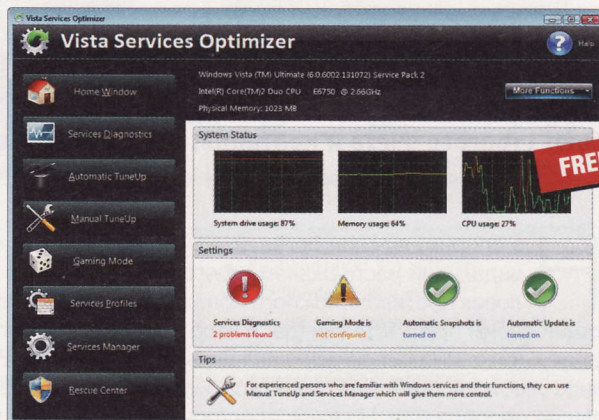 Vista Services Optimizer
Vista Services Optimizer
Help
Windows Vista (TM) Ultimate (6.0.6002.131072) Service Pack 2
Intel(R) Core(TM)2 Duo CPU E6750 @ 2.66GHz
Physical Memory: 1023 MB
More Functions
Home Window
Services Diagnostics
Automatic TuneUp
Manual TuneUp
Gaming Mode
Services Profiles
Services Manager
Rescue Center
System Status
FREE
System drive usage: 87%
Memory usage: 64%
CPU usage: 27%
Settings
Services Diagnostics
2 problems found
Gaming Mode is
not configured
Automatic Snapshots is
turned on
Automatic Update is
turned on
Tips
For experienced persons who are familiar with Windows services and their functions, they can use
Manual TuneUp and Services Manager which will give them more control.